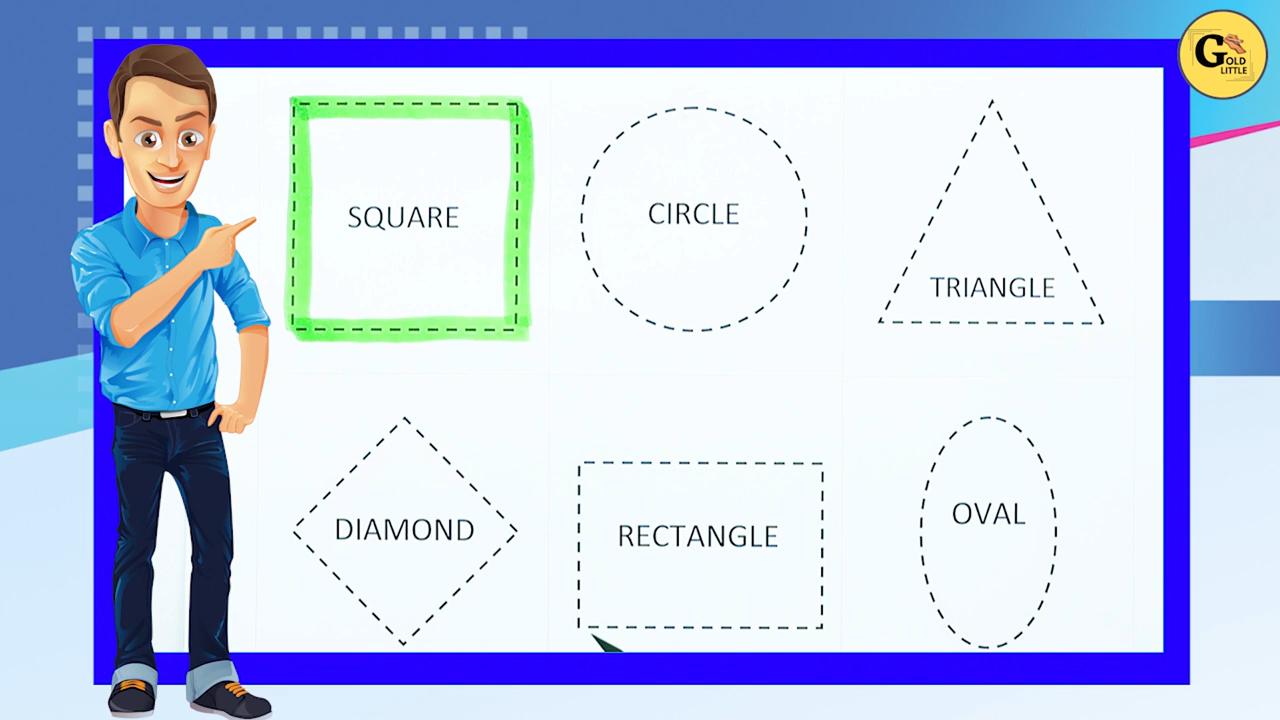 GOLD
LITTLE
SQUARE
CIRCLE
TRIANGLE
DIAMOND
RECTANGLE
OVAL